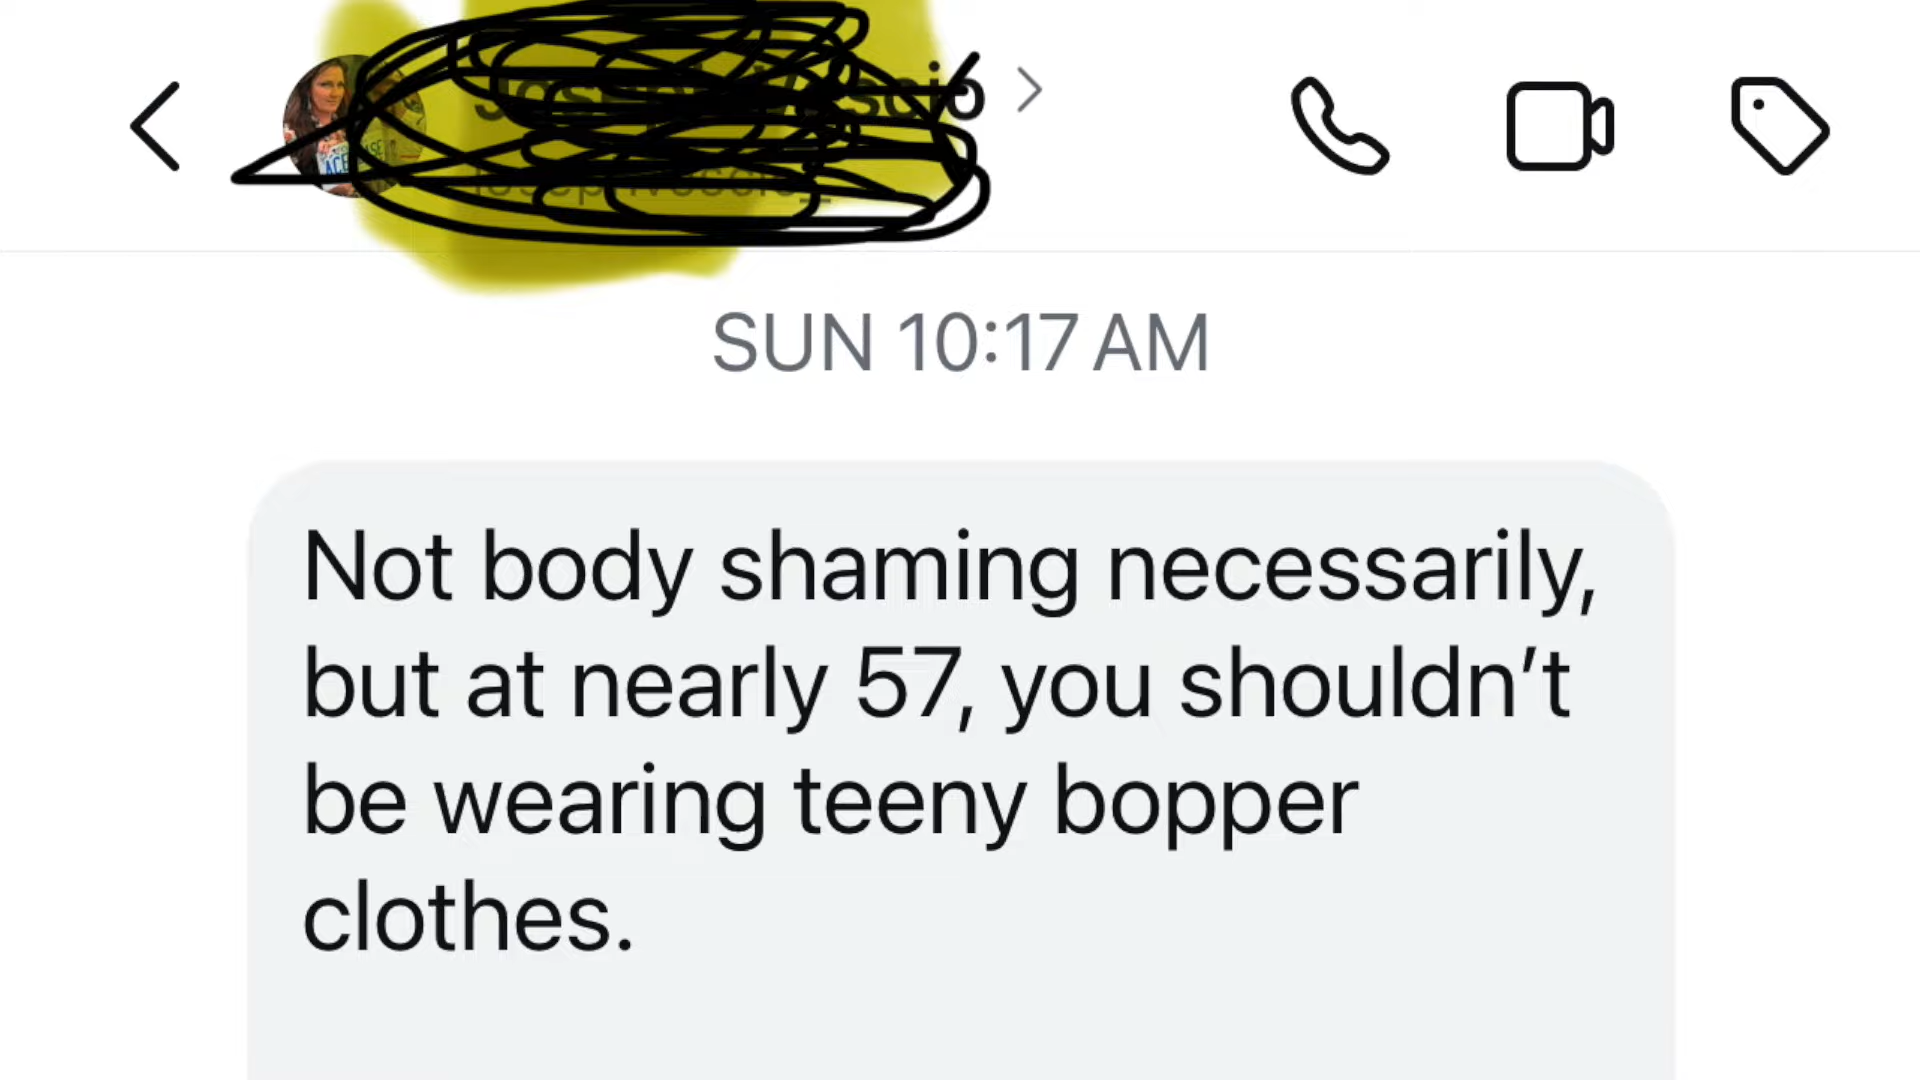 SUN 10:17 AM
Not body shaming necessarily,
but at nearly 57, you shouldn’t
be wearing teeny bopper
clothes.